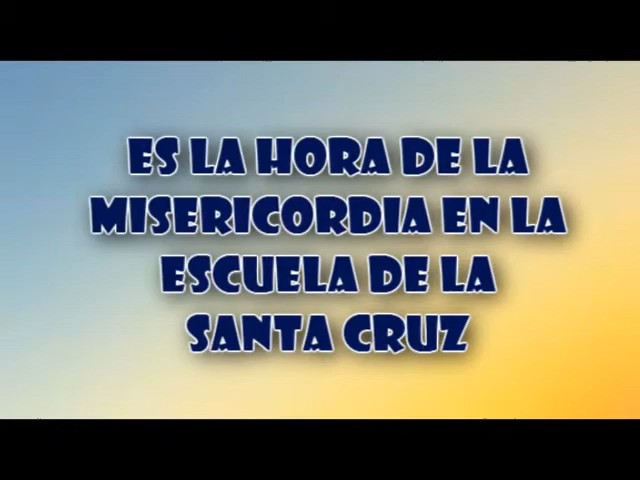 ES LA HORA DE LA
MISERICORDIA EN LA
ESCUELA DE LA
SANTA CRUZ